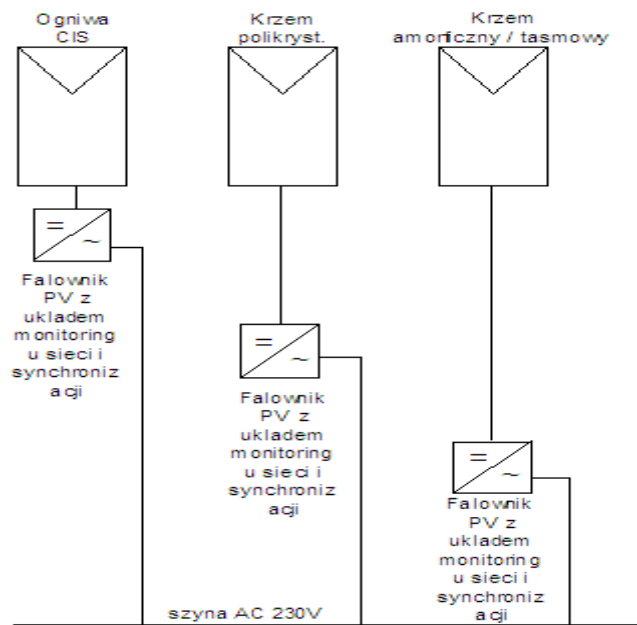 Ogniwa
CIS
Krzem
polikryst.
Krzem
amorficzny / tasmowy
=
~
Falownik
PV z
ukladem
monitoring
u sieci i
synchroniz
acji
=
~
Falownik
PV z
ukladem
monitoring
u sieci i
synchroniz
acji
=
~
Falownik
PV z
ukladem
monitoring
u sieci i
synchroniz
acji
szyna AC 230V